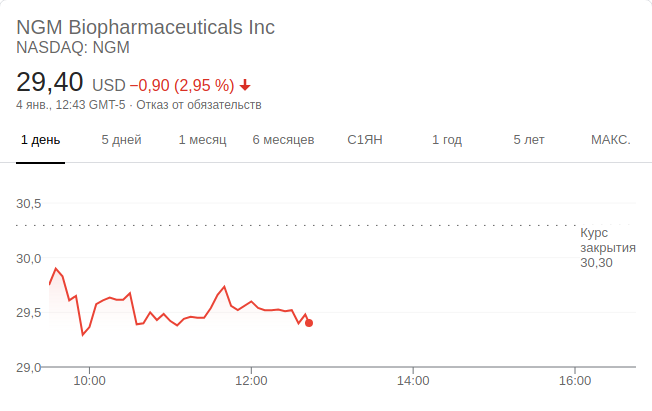 NGM Biopharmaceuticals Inc
NASDAQ: NGM
29,40 USD −0,90 (2,95 %)
4 янв., 12:43 GMT-5 · Отказ от обязательств
1 день 5 дней 1 месяц 6 месяцев С1ЯН 1 год 5 лет МАКС.
30,5
Курс
закрытия
30,30
30,0
29,5
29,0
10:00 12:00 14:00 16:00